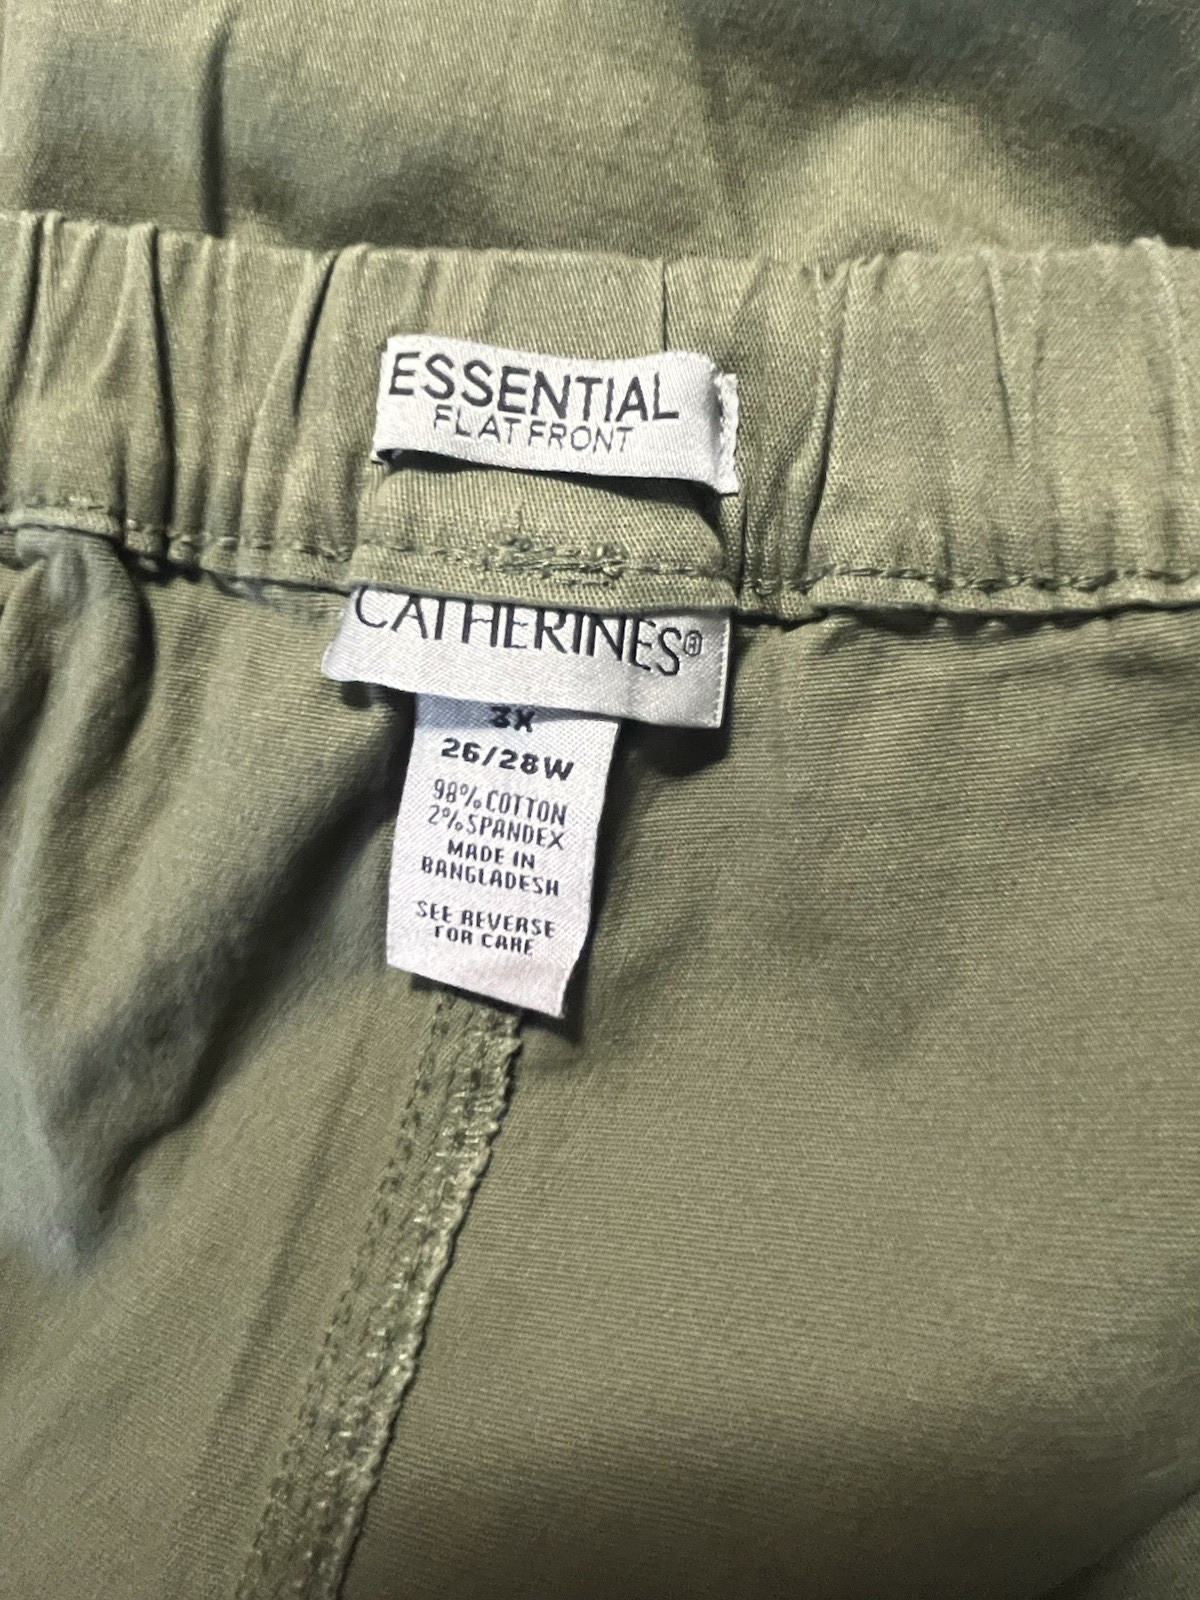 ESSENTIAL
FLAT FRONT
CATHERINES®
3X
26/28W
98% COTTON
2% SPANDEX
MADE IN
BANGLADESH
SEE REVERSE
FOR CARE